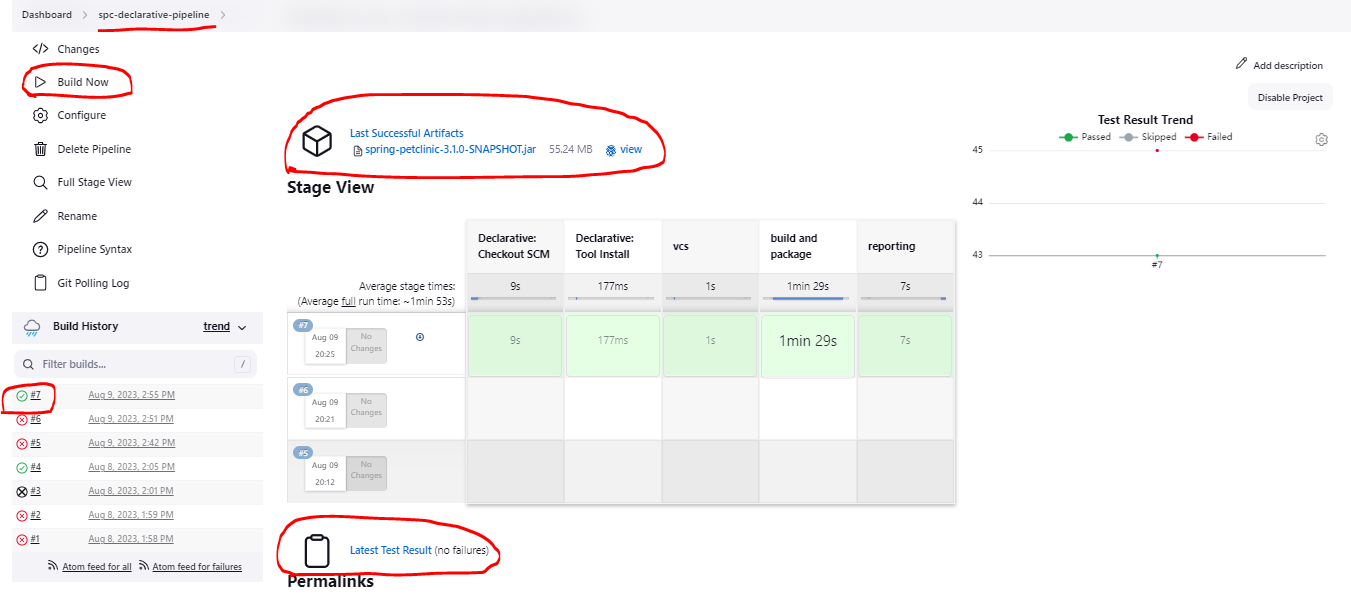 Dashboard > spc-declarative-pipeline >
Changes
Build Now
Configure
Delete Pipeline
Full Stage View
Rename
Pipeline Syntax
Git Polling Log
Build History trend
Filter builds... /
#7 Aug 9, 2023, 2:55 PM
#6 Aug 9, 2023, 2:51 PM
#5 Aug 9, 2023, 2:42 PM
#4 Aug 8, 2023, 2:05 PM
#3 Aug 8, 2023, 2:01 PM
#2 Aug 8, 2023, 1:59 PM
#1 Aug 8, 2023, 1:58 PM
Atom feed for all Atom feed for failures
Add description
Disable Project
Last Successful Artifacts
spring-petclinic-3.1.0-SNAPSHOT.jar 55.24 MB view
Stage View
Declarative: Declarative: vcs build and reporting
Checkout SCM Tool Install package
Average stage times: 9s 177ms 1s 1min 29s 7s
(Average full run time: ~1min 53s)
#7
Aug 09 No
20:25 Changes
9s 177ms 1s 1min 29s 7s
#6
Aug 09 No
20:21 Changes
#5
Aug 09 No
20:12 Changes
Latest Test Result (no failures)
Permalinks
Test Result Trend
Passed Skipped Failed
45
44
43
#7